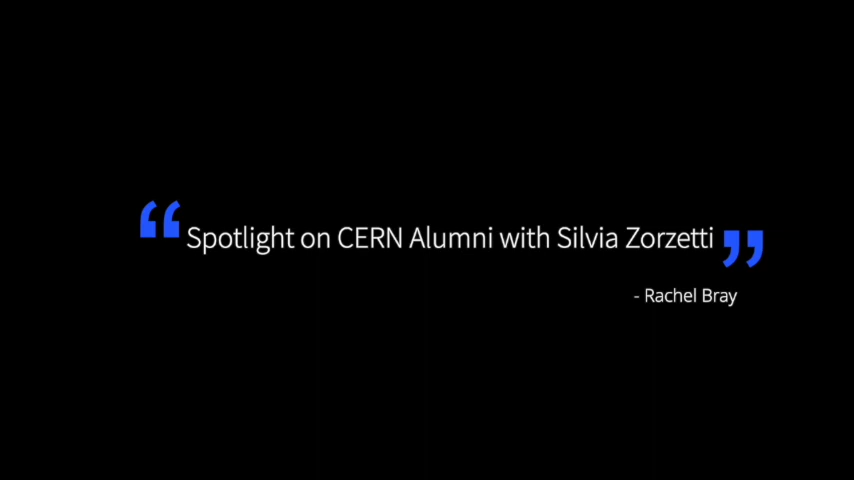 “Spotlight on CERN Alumni with Silvia Zorzetti”
- Rachel Bray